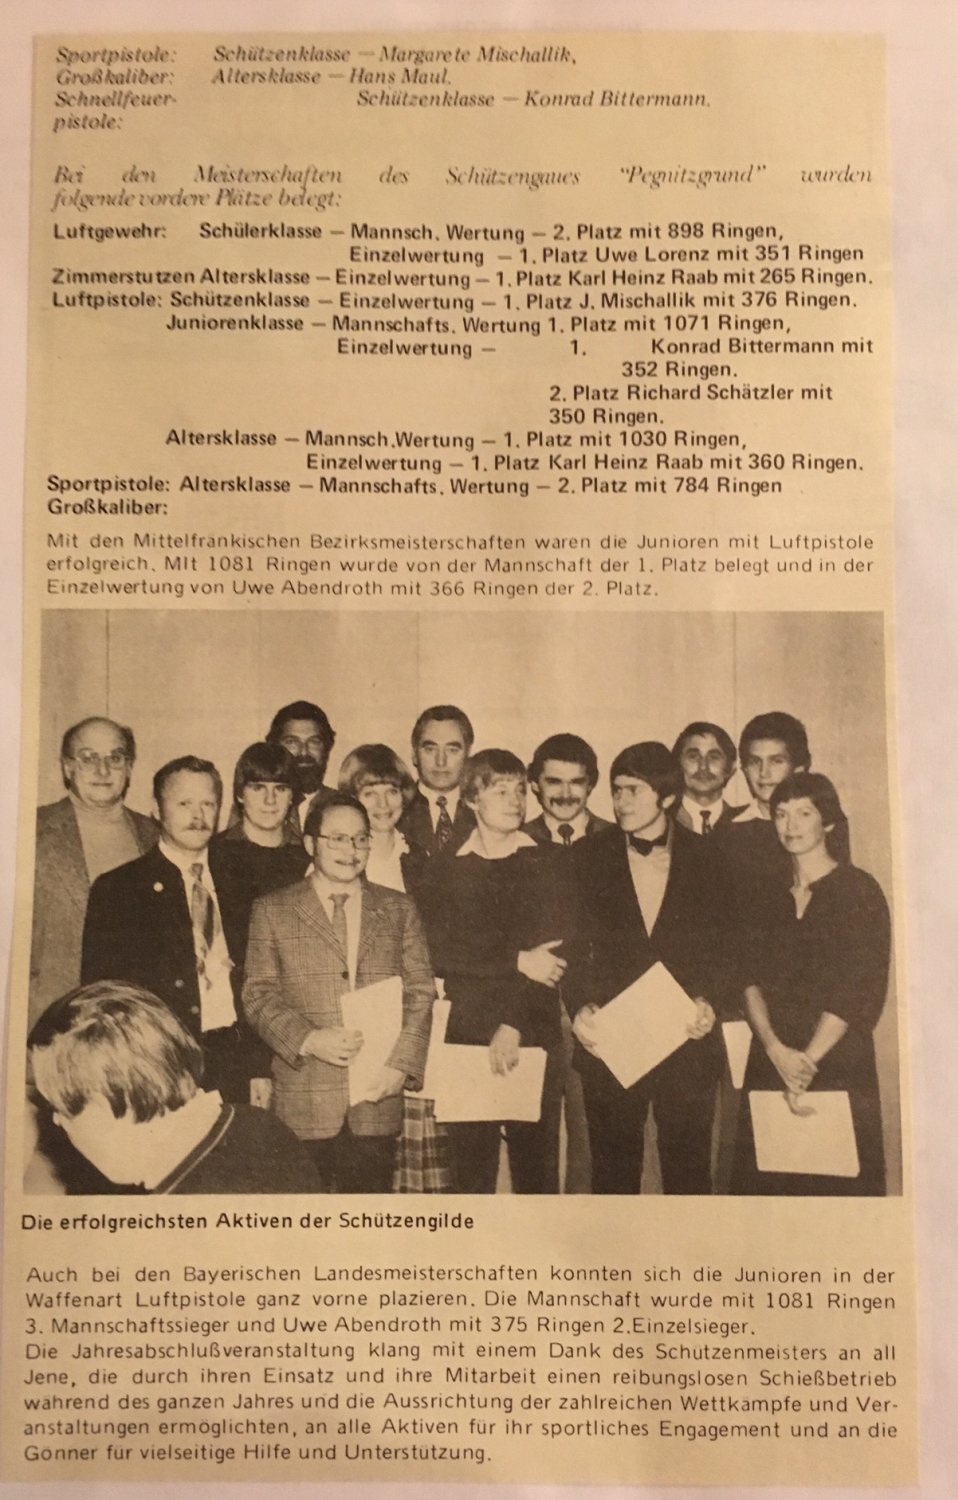 Sportpistole: Schützenklasse — Margarete Mischallik,
Großkaliber: Altersklasse — Hans Maul.
Schnellfeuer- Schützenklasse — Konrad Bittermann.
pistole:
Bei den Meisterschaften des Schützengaues “Pegnitzgrund” wurden
folgende vordere Plätze belegt:
Luftgewehr: Schülerklasse — Mannsch. Wertung — 2. Platz mit 898 Ringen,
Einzelwertung — 1. Platz Uwe Lorenz mit 351 Ringen
Zimmerstutzen Altersklasse — Einzelwertung — 1. Platz Karl Heinz Raab mit 265 Ringen.
Luftpistole: Schützenklasse — Einzelwertung — 1. Platz J. Mischallik mit 376 Ringen.
Juniorenklasse — Mannschafts. Wertung 1. Platz mit 1071 Ringen,
Einzelwertung — 1. Konrad Bittermann mit
352 Ringen.
2. Platz Richard Schätzler mit
350 Ringen.
Altersklasse — Mannsch.Wertung — 1. Platz mit 1030 Ringen,
Einzelwertung — 1. Platz Karl Heinz Raab mit 360 Ringen.
Sportpistole: Altersklasse — Mannschafts. Wertung — 2. Platz mit 784 Ringen
Großkaliber:
Mit den Mittelfränkischen Bezirksmeisterschaften waren die Junioren mit Luftpistole
erfolgreich. MIt 1081 Ringen wurde von der Mannschaft der 1. Platz belegt und in der
Einzelwertung von Uwe Abendroth mit 366 Ringen der 2. Platz.
Die erfolgreichsten Aktiven der Schützengilde
Auch bei den Bayerischen Landesmeisterschaften konnten sich die Junioren in der
Waffenart Luftpistole ganz vorne plazieren. Die Mannschaft wurde mit 1081 Ringen
3. Mannschaftssieger und Uwe Abendroth mit 375 Ringen 2.Einzelsieger.
Die Jahresabschlußveranstaltung klang mit einem Dank des Schutzenmeisters an all
Jene, die durch ihren Einsatz und ihre Mitarbeit einen reibungslosen Schießbetrieb
während des ganzen Jahres und die Aussrichtung der zahlreichen Wettkämpfe und Ver-
anstaltungen ermöglichten, an alle Aktiven für ihr sportliches Engagement und an die
Gönner für vielseitige Hilfe und Unterstützung.